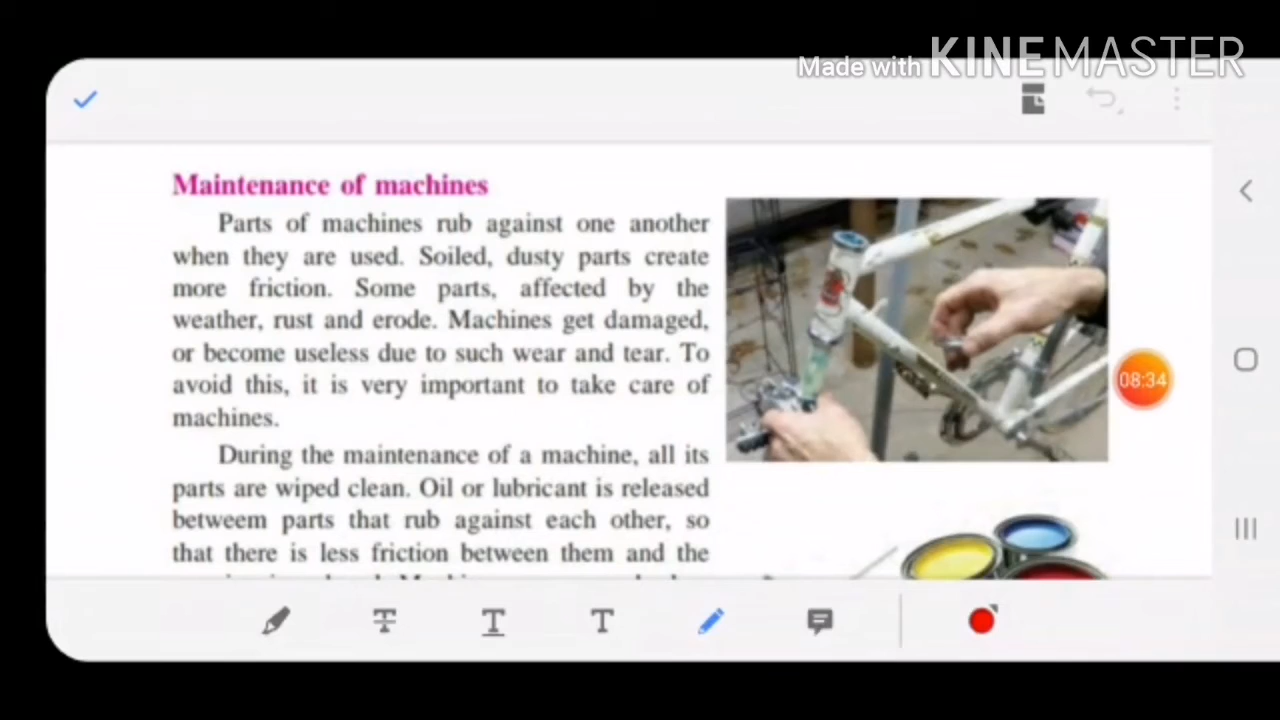 Made with KINEMASTER
Maintenance of machines
Parts of machines rub against one another
when they are used. Soiled, dusty parts create
more friction. Some parts, affected by the
weather, rust and erode. Machines get damaged,
or become useless due to such wear and tear. To
avoid this, it is very important to take care of
machines.
08:34
During the maintenance of a machine, all its
parts are wiped clean. Oil or lubricant is released
betweem parts that rub against each other, so
that there is less friction between them and the
T
T
T